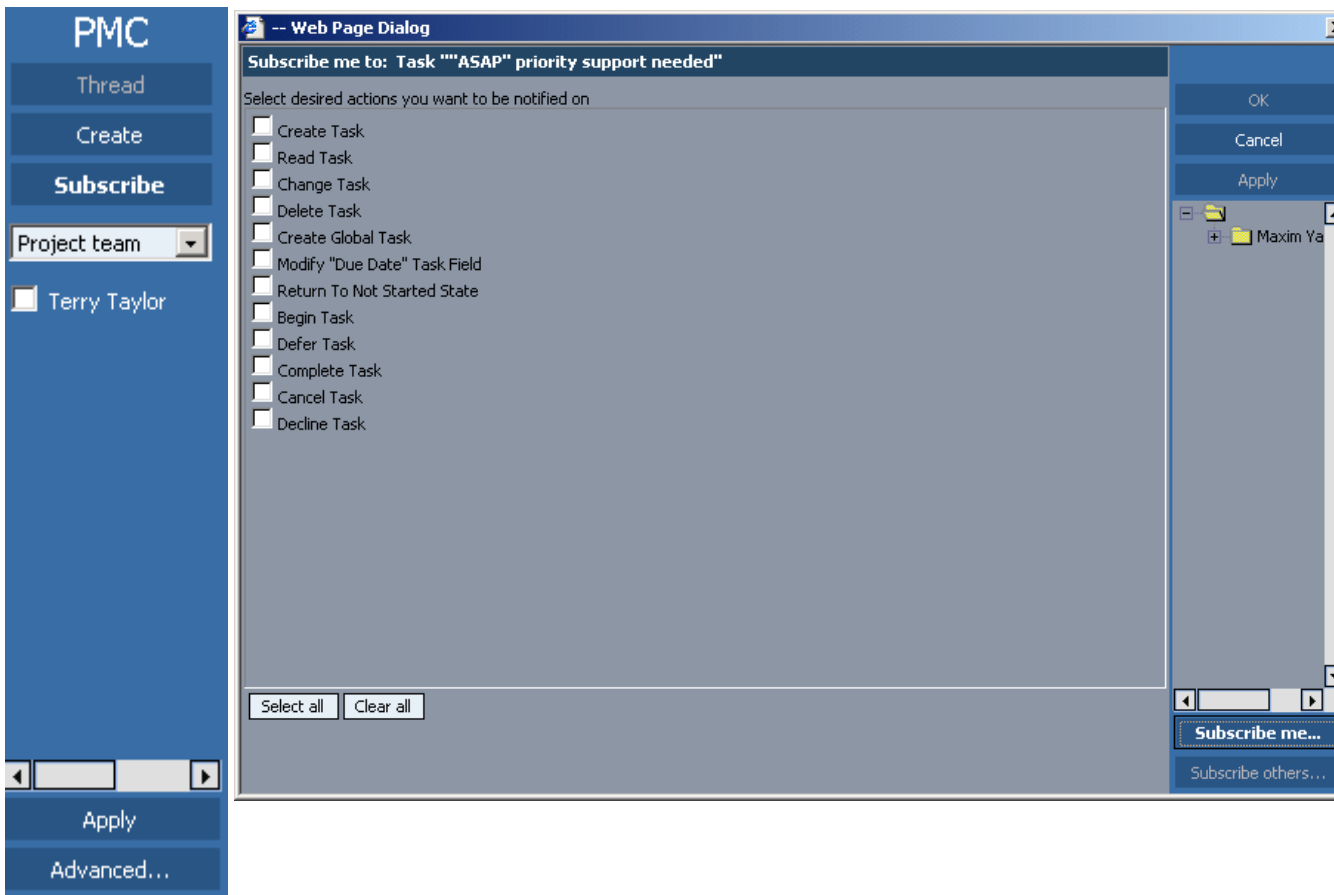 PMC
Thread
Create
Subscribe
Project team
Terry Taylor
Apply
Advanced...
-- Web Page Dialog
Subscribe me to: Task ""ASAP" priority support needed"
Select desired actions you want to be notified on
Create Task
Read Task
Change Task
Delete Task
Create Global Task
Modify "Due Date" Task Field
Return To Not Started State
Begin Task
Defer Task
Complete Task
Cancel Task
Decline Task
Select all Clear all
OK
Cancel
Apply
Maxim Ya
Subscribe me...
Subscribe others...